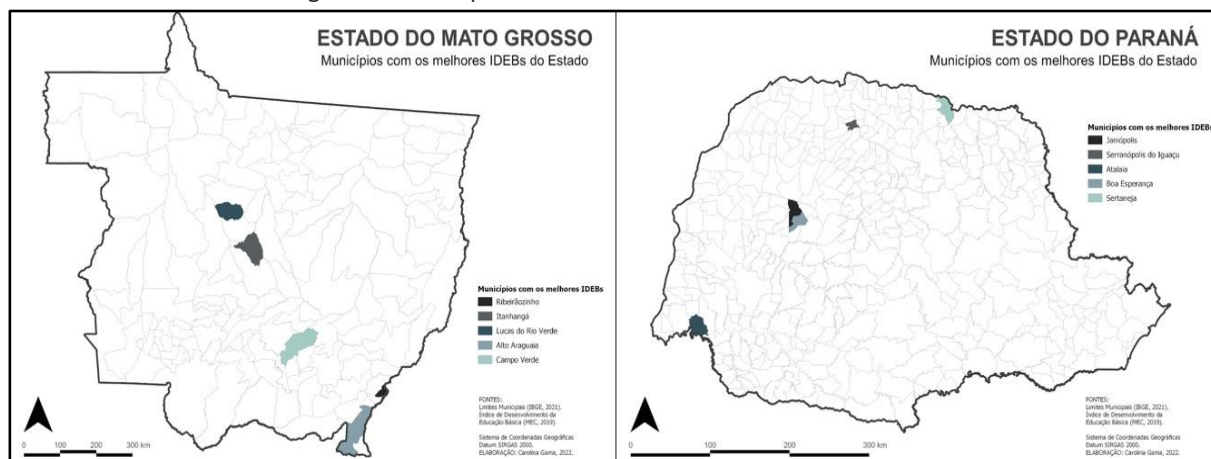 ESTADO DO MATO GROSSO
Municípios com os melhores IDEBs do Estado
Municípios com os melhores IDEBs
Ribeirãozinho
Itanhangá
Lucas do Rio Verde
Alto Araguaia
Campo Verde
FONTES:
Limites Municipais (IBGE, 2021).
Índice de Desenvolvimento da
Educação Básica (MEC, 2019).
Sistema de Coordenadas Geográficas
Datum SIRGAS 2000.
ELABORAÇÃO: Carolina Gama, 2022.
0 100 200 300 km
ESTADO DO PARANÁ
Municípios com os melhores IDEBs do Estado
Municípios com os melhores IDEBs
Janiópolis
Serranópolis do Iguaçu
Atalaia
Boa Esperança
Sertaneja
FONTES:
Limites Municipais (IBGE, 2021).
Índice de Desenvolvimento da
Educação Básica (MEC, 2019).
Sistema de Coordenadas Geográficas
Datum SIRGAS 2000.
ELABORAÇÃO: Carolina Gama, 2022.
0 100 200 300 km